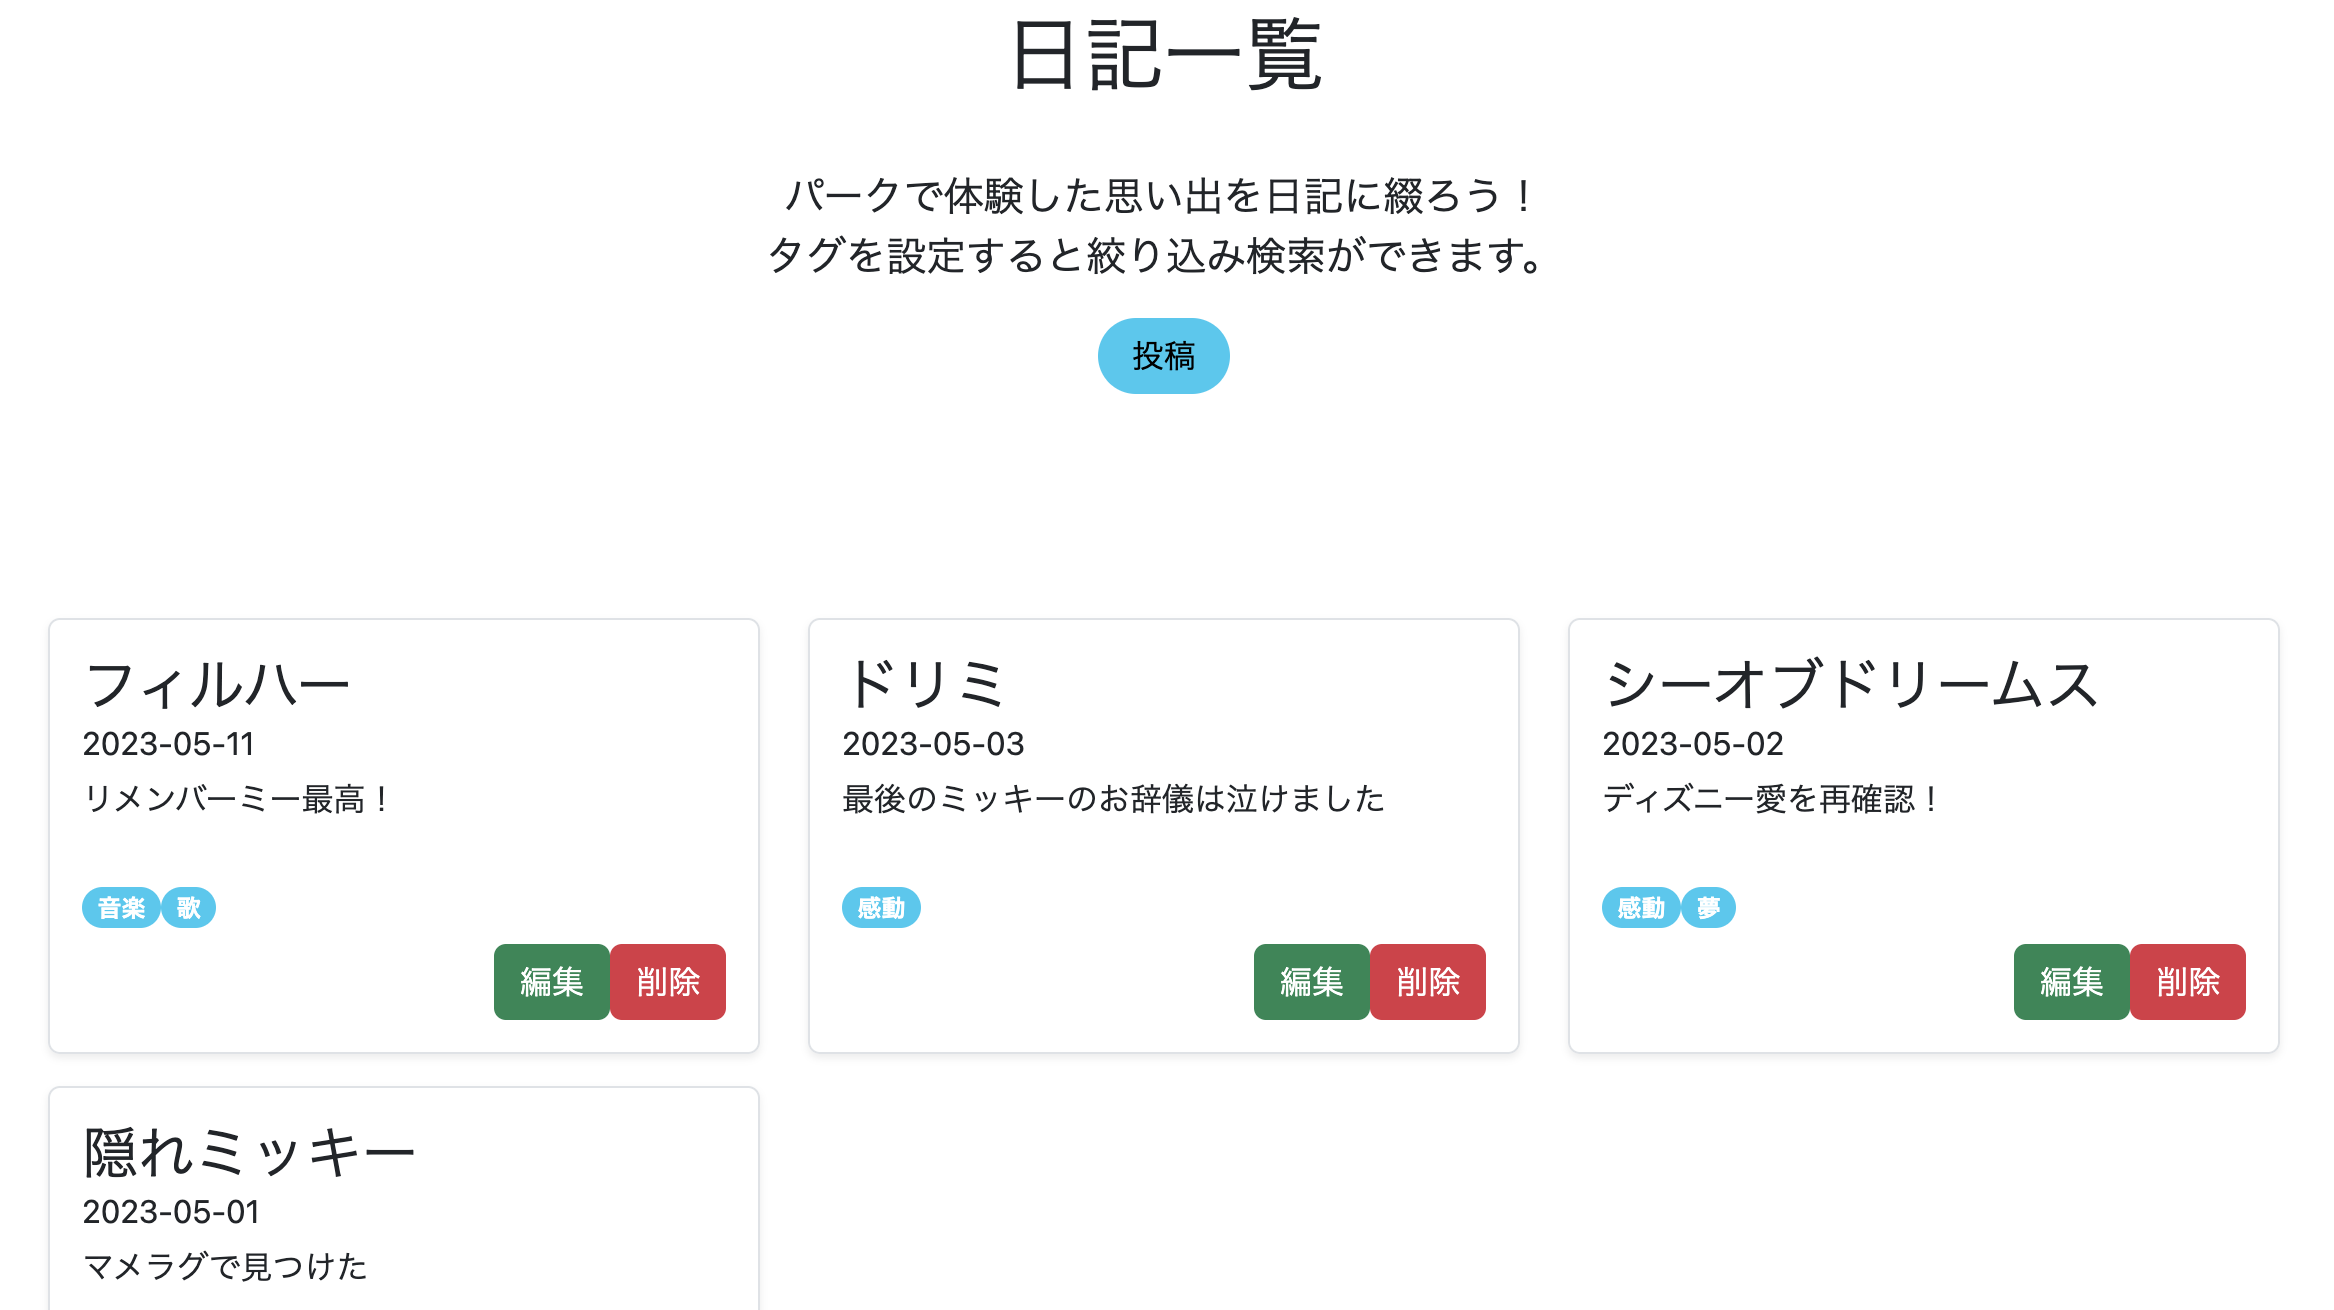 日記一覧
パークで体験した思い出を日記に綴ろう！
タグを設定すると絞り込み検索ができます。
投稿
フィルハー
2023-05-11
リメンバーミー最高！
音楽 歌
編集 削除
ドリミ
2023-05-03
最後のミッキーのお辞儀は泣けました
感動
編集 削除
シーオブドリームス
2023-05-02
ディズニー愛を再確認！
感動 夢
編集 削除
隠れミッキー
2023-05-01
マメラグで見つけた